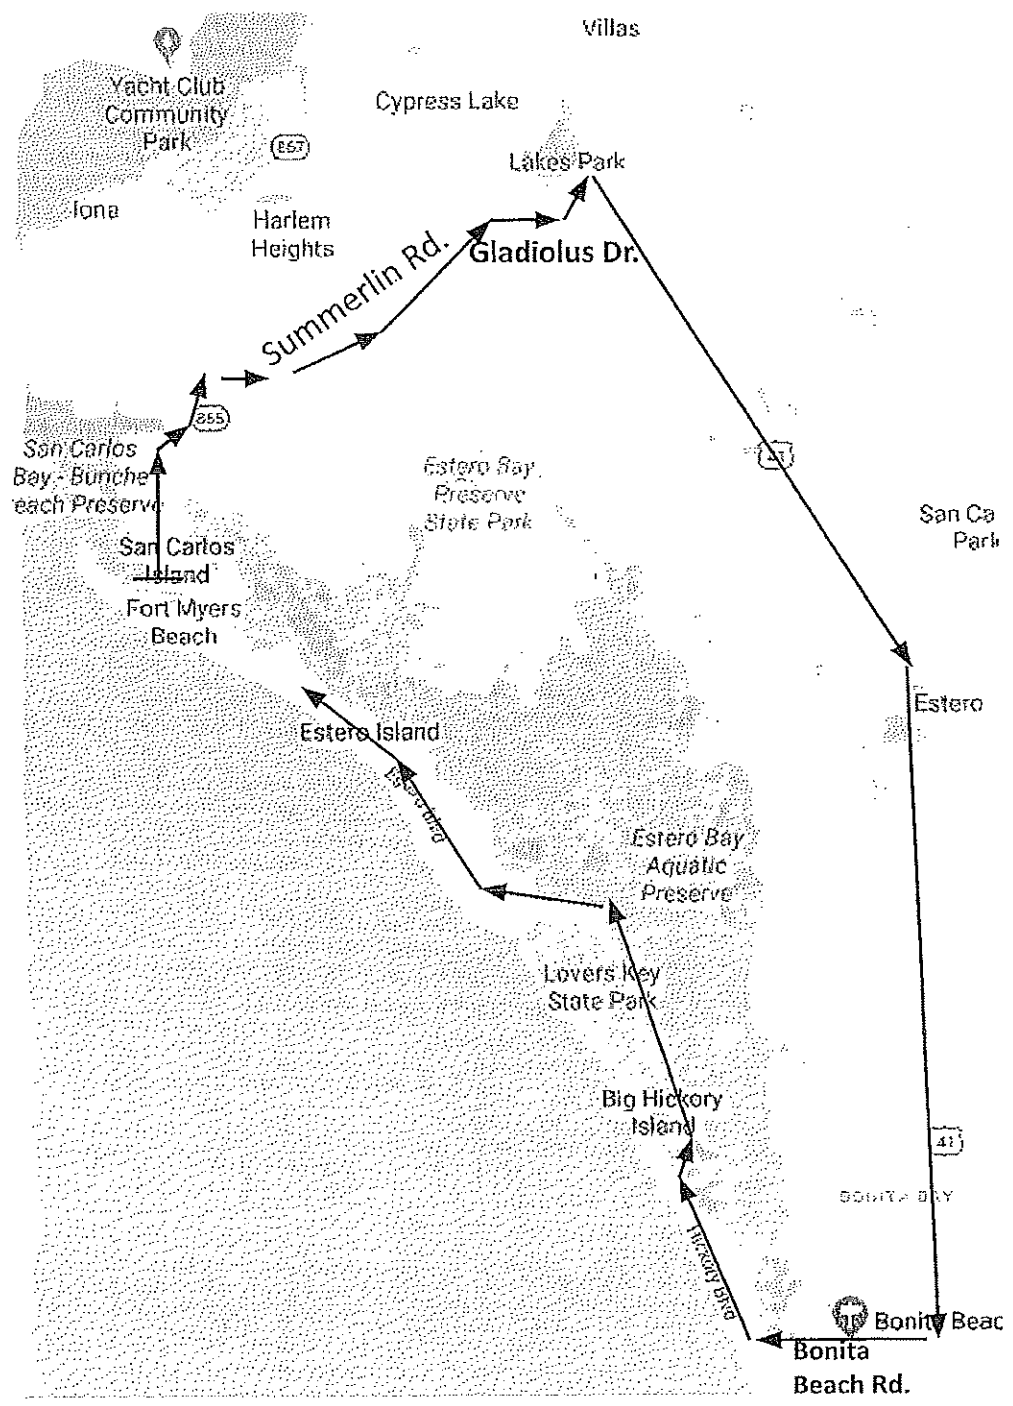 Villas
Yacht Club
Community
Park
Cypress Lake
867
Lakes Park
Iona
Harlem
Heights
Summerlin Rd.
Gladiolus Dr.
865
San Carlos
Bay - Bunche
each Preserve
Estero Bay
Preserve
State Park
41
San Ca
Park
San Carlos
Island
Fort Myers
Beach
Estero
Estero Island
Estero Blvd
Estero Bay
Aquatic
Preserve
Lovers Key
State Park
Big Hickory
Island
41
BONITA BAY
Hickory Blvd
Bonita Beac
Bonita
Beach Rd.